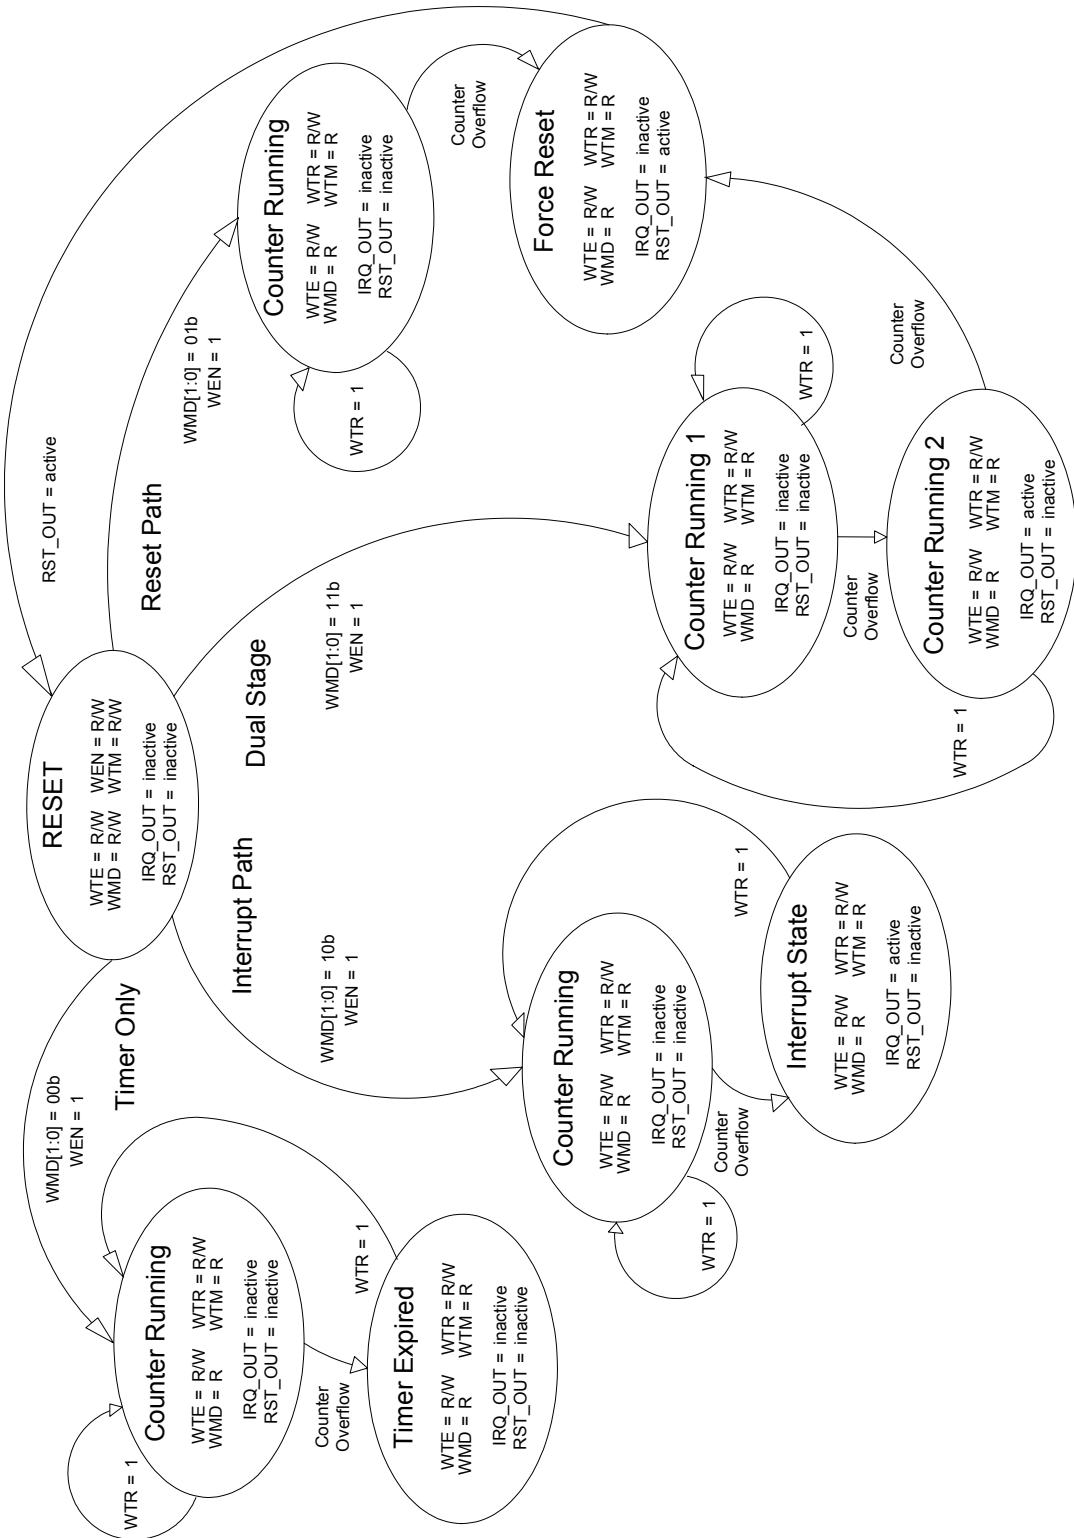 RST_OUT = active
RESET
WTE = R/W WEN = R/W
WMD = R/W WTM = R/W
IRQ_OUT = inactive
RST_OUT = inactive
Timer Only
WMD[1:0] = 00b
WEN = 1
Interrupt Path
WMD[1:0] = 10b
WEN = 1
Dual Stage
WMD[1:0] = 11b
WEN = 1
Reset Path
WMD[1:0] = 01b
WEN = 1
Counter Running
WTE = R/W WTR = R/W
WMD = R WTM = R
IRQ_OUT = inactive
RST_OUT = inactive
WTR = 1
Counter
Overflow
WTR = 1
Timer Expired
WTE = R/W WTR = R/W
WMD = R WTM = R
IRQ_OUT = inactive
RST_OUT = inactive
Counter Running
WTE = R/W WTR = R/W
WMD = R WTM = R
IRQ_OUT = inactive
RST_OUT = inactive
WTR = 1
Counter
Overflow
WTR = 1
Interrupt State
WTE = R/W WTR = R/W
WMD = R WTM = R
IRQ_OUT = active
RST_OUT = inactive
Counter Running 1
WTE = R/W WTR = R/W
WMD = R WTM = R
IRQ_OUT = inactive
RST_OUT = inactive
WTR = 1
Counter
Overflow
WTR = 1
Counter Running 2
WTE = R/W WTR = R/W
WMD = R WTM = R
IRQ_OUT = active
RST_OUT = inactive
Counter
Overflow
Counter Running
WTE = R/W WTR = R/W
WMD = R WTM = R
IRQ_OUT = inactive
RST_OUT = inactive
WTR = 1
Counter
Overflow
Force Reset
WTE = R/W WTR = R/W
WMD = R WTM = R
IRQ_OUT = inactive
RST_OUT = active